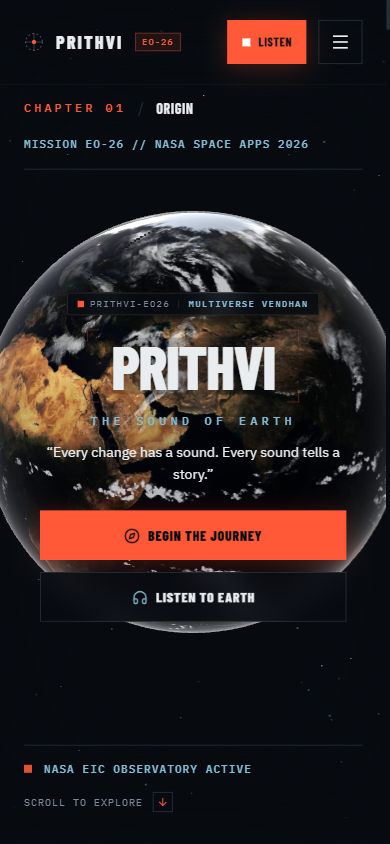 PRITHVI EO-26 LISTEN
CHAPTER 01 / ORIGIN
MISSION EO-26 // NASA SPACE APPS 2026
PRITHVI-EO26 | MULTIVERSE VENDHAN
PRITHVI
THE SOUND OF EARTH
“Every change has a sound. Every sound tells a
story.”
BEGIN THE JOURNEY
LISTEN TO EARTH
NASA EIC OBSERVATORY ACTIVE
SCROLL TO EXPLORE